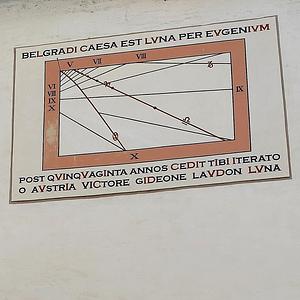 BELGRADI CAESA EST LVNA PER EVGENIVM
V VII VIII
VI
VIII
IX
X
IX
X
POST QVINQVAGINTA ANNOS CEDIT TIBI ITERATO
O AVSTRIA VICTORE GIDEONE LAVDON LVNA